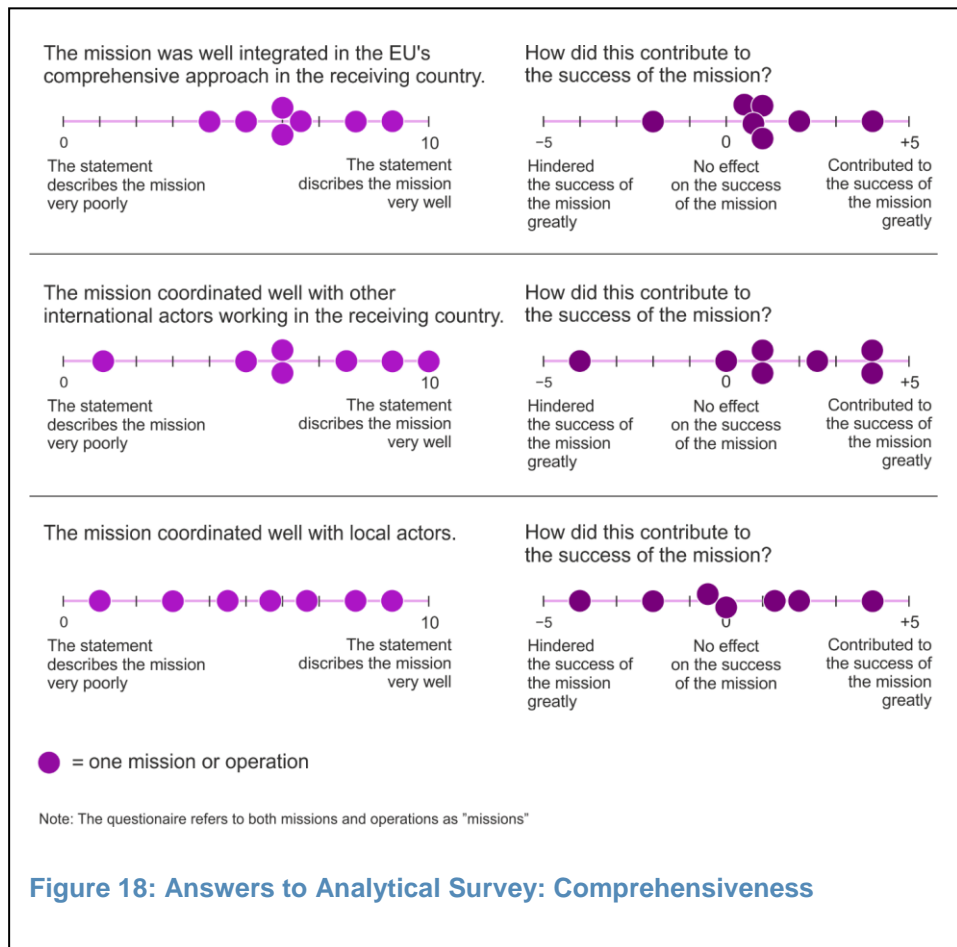 The mission was well integrated in the EU's
comprehensive approach in the receiving country.
0
10
The statement
describes the mission
very poorly
The statement
discribes the mission
very well
How did this contribute to
the success of the mission?
−5
0
+5
Hindered
the success of
the mission
greatly
No effect
on the success
of the mission
Contributed to
the success of
the mission
greatly
The mission coordinated well with other
international actors working in the receiving country.
0
10
The statement
describes the mission
very poorly
The statement
discribes the mission
very well
How did this contribute to
the success of the mission?
−5
0
+5
Hindered
the success of
the mission
greatly
No effect
on the success
of the mission
Contributed to
the success of
the mission
greatly
The mission coordinated well with local actors.
0
10
The statement
describes the mission
very poorly
The statement
discribes the mission
very well
How did this contribute to
the success of the mission?
−5
0
+5
Hindered
the success of
the mission
greatly
No effect
on the success
of the mission
Contributed to
the success of
the mission
greatly
= one mission or operation
Note: The questionaire refers to both missions and operations as "missions"
Figure 18: Answers to Analytical Survey: Comprehensiveness